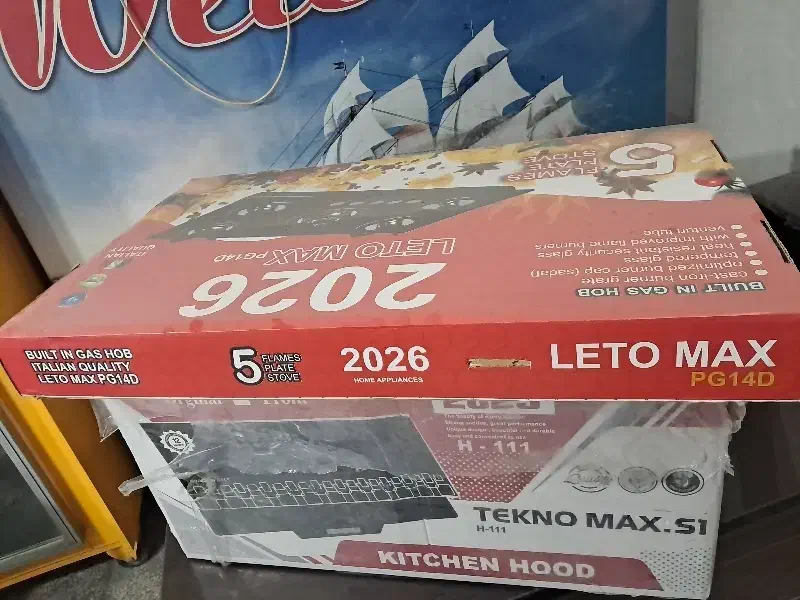 Wel
5
FLAMES
PLATE
STOVE
ITALIAN
QUALITY
LETO MAX PG14D
2026
BUILT IN GAS HOB
cast-iron burner grate
optimized burner cap (sadaf)
tempered glass
heat resistant security glass
with improved flame burners
venturi tube
BUILT IN GAS HOB
ITALIAN QUALITY
LETO MAX PG14D
5 FLAMES
PLATE
STOVE
2026
HOME APPLIANCES
LETO MAX
PG14D
H - 111
12
TEKNO MAX.S1
H-111
KITCHEN HOOD